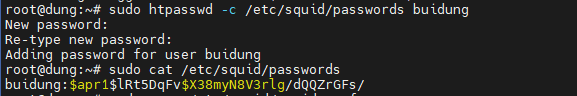 root@dung:~# sudo htpasswd -c /etc/squid/passwords buidung
New password:
Re-type new password:
Adding password for user buidung
root@dung:~# sudo cat /etc/squid/passwords
buidung:$apr1$lRt5DqFv$X38myN8V3rlg/dQQZrGFs/